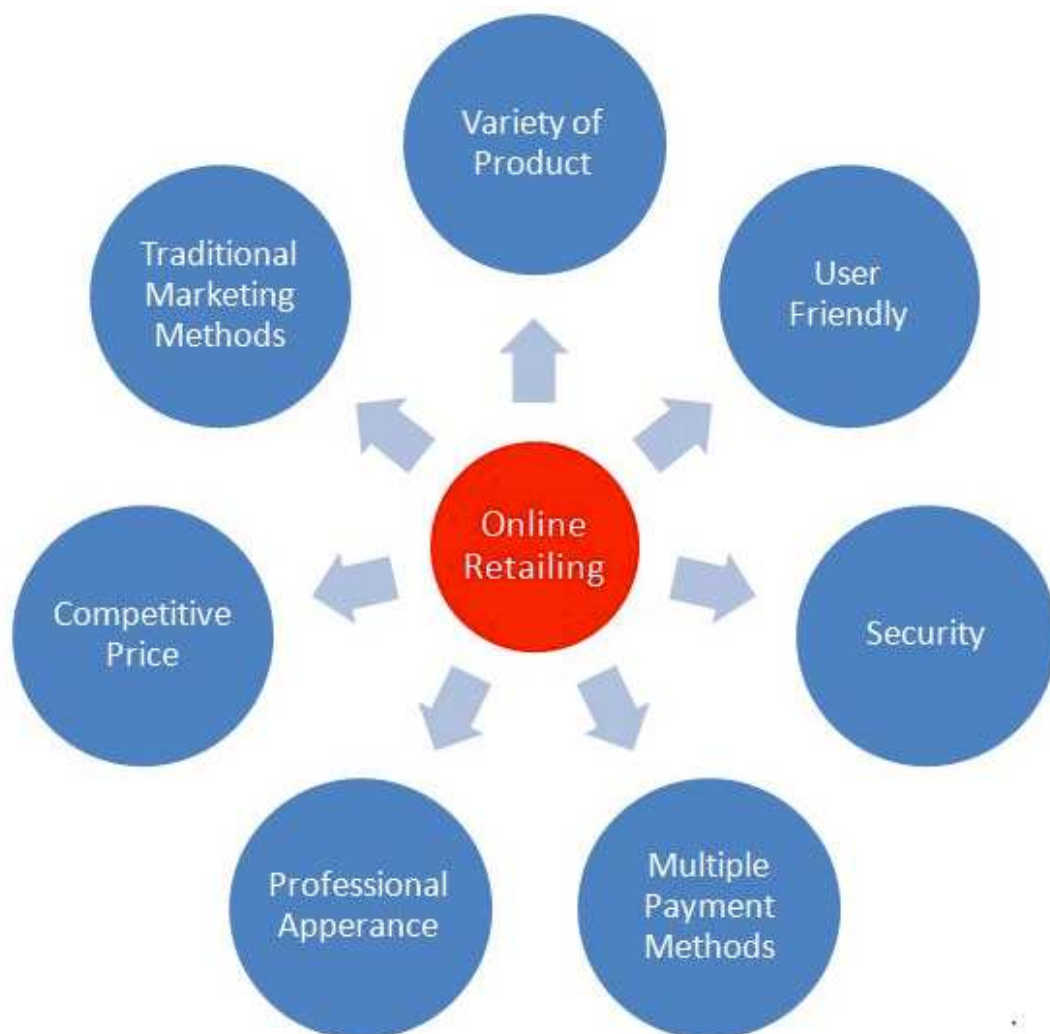 Variety of
Product
Traditional
Marketing
Methods
User
Friendly
Online
Retailing
Competitive
Price
Security
Professional
Apperance
Multiple
Payment
Methods